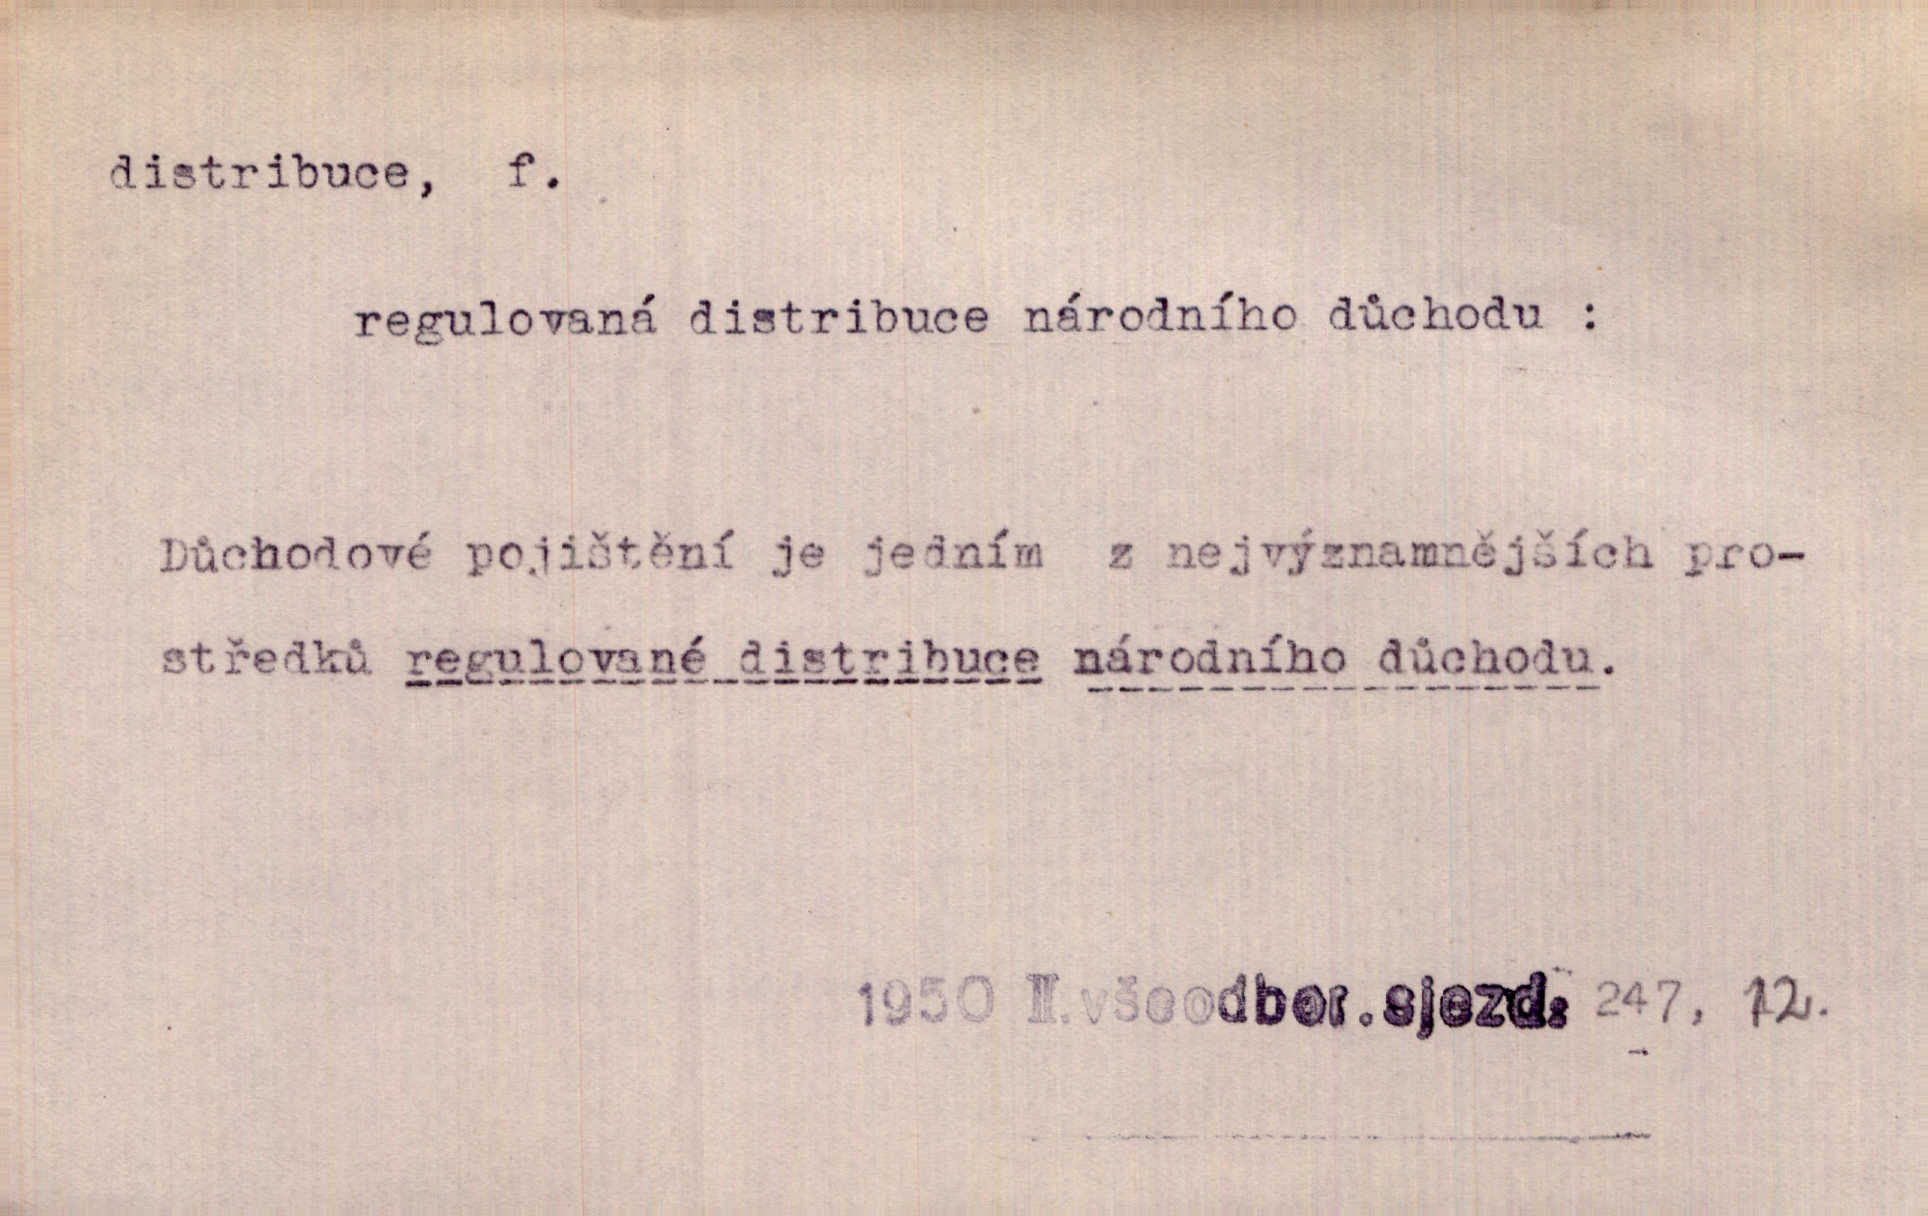 distribuce, f.
regulovaná distribuce národního důchodu :
Důchodové pojištění je jedním z nejvýznamnějších pro-
středků regulované distribuce národního důchodu.
1950 II. všeodbor. sjezd: 247, 12.